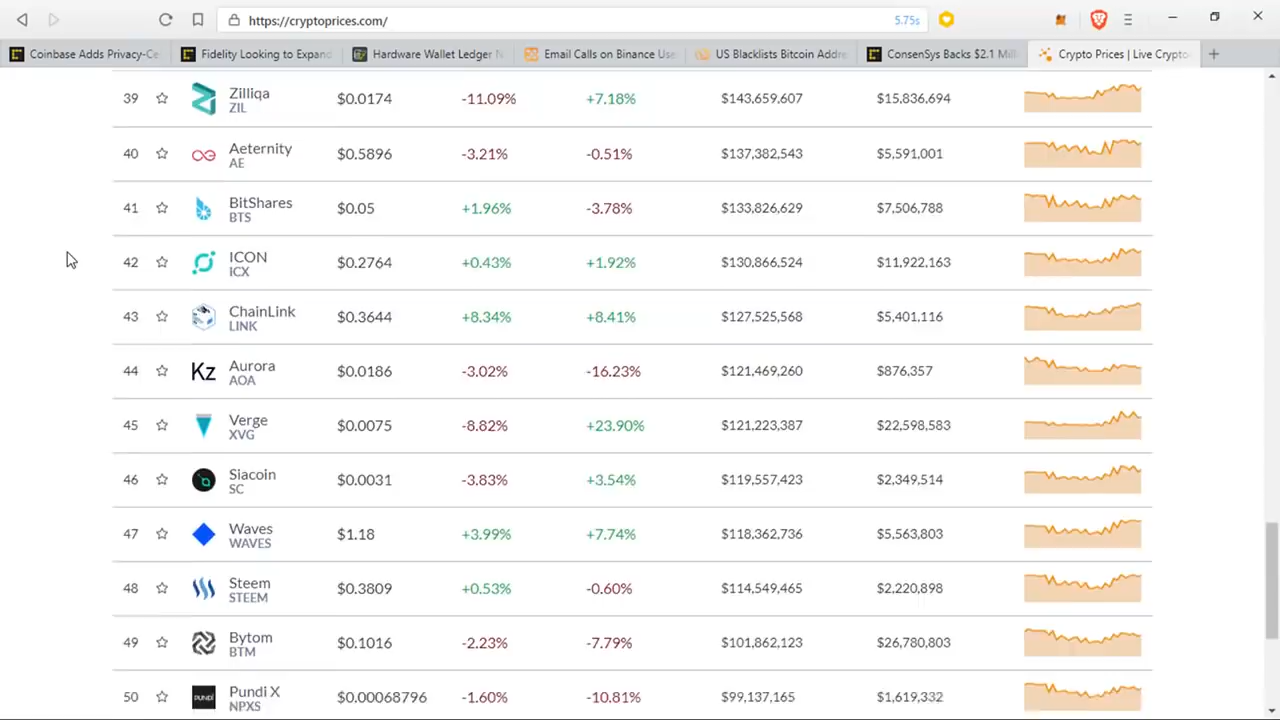 https://cryptoprices.com/
5.75s
Coinbase Adds Privacy-Ce
Fidelity Looking to Expand
Hardware Wallet Ledger N
Email Calls on Binance Use
US Blacklists Bitcoin Addre
ConsenSys Backs $2.1 Mill
Crypto Prices | Live Crypto
39 Zilliqa $0.0174 -11.09% +7.18% $143,659,607 $15,836,694
ZIL
40 Aeternity $0.5896 -3.21% -0.51% $137,382,543 $5,591,001
AE
41 BitShares $0.05 +1.96% -3.78% $133,826,629 $7,506,788
BTS
42 ICON $0.2764 +0.43% +1.92% $130,866,524 $11,922,163
ICX
43 ChainLink $0.3644 +8.34% +8.41% $127,525,568 $5,401,116
LINK
44 Kz Aurora $0.0186 -3.02% -16.23% $121,469,260 $876,357
AOA
45 Verge $0.0075 -8.82% +23.90% $121,223,387 $22,598,583
XVG
46 Siacoin $0.0031 -3.83% +3.54% $119,557,423 $2,349,514
SC
47 Waves $1.18 +3.99% +7.74% $118,362,736 $5,563,803
WAVES
48 Steem $0.3809 +0.53% -0.60% $114,549,465 $2,220,898
STEEM
49 Bytom $0.1016 -2.23% -7.79% $101,862,123 $26,780,803
BTM
50 PUNDI Pundi X $0.00068796 -1.60% -10.81% $99,137,165 $1,619,332
NPXS